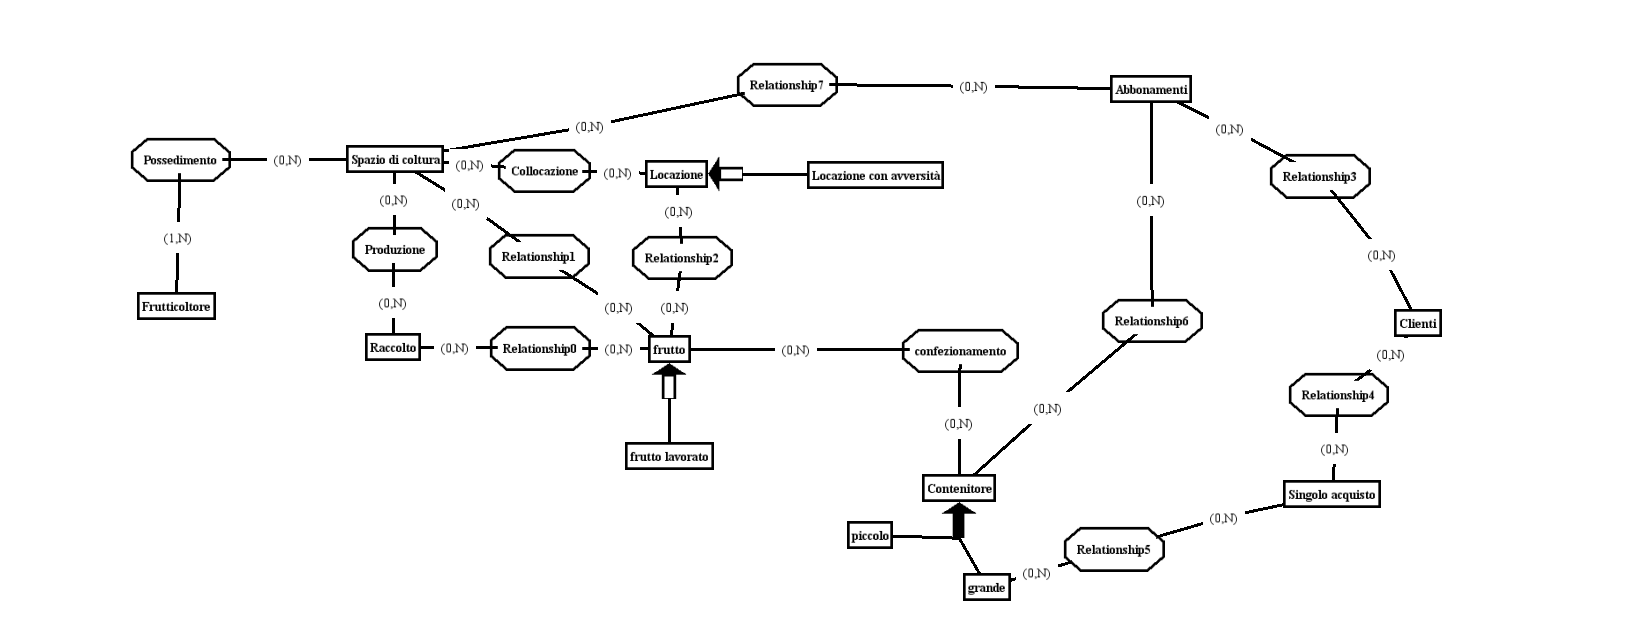 Relationship7
(0,N)
Abbonamenti
(0,N)
(0,N)
Possedimento
(0,N)
Spazio di coltura
(0,N)
Collocazione
(0,N)
Locazione
Locazione con avversità
Relationship3
(0,N)
(0,N)
(0,N)
(0,N)
(1,N)
Produzione
Relationship1
Relationship2
(0,N)
Frutticoltore
(0,N)
(0,N)
(0,N)
Relationship6
Clienti
Raccolto
(0,N)
Relationship0
(0,N)
frutto
(0,N)
confezionamento
(0,N)
Relationship4
(0,N)
(0,N)
frutto lavorato
(0,N)
Contenitore
Singolo acquisto
(0,N)
piccolo
Relationship5
(0,N)
grande